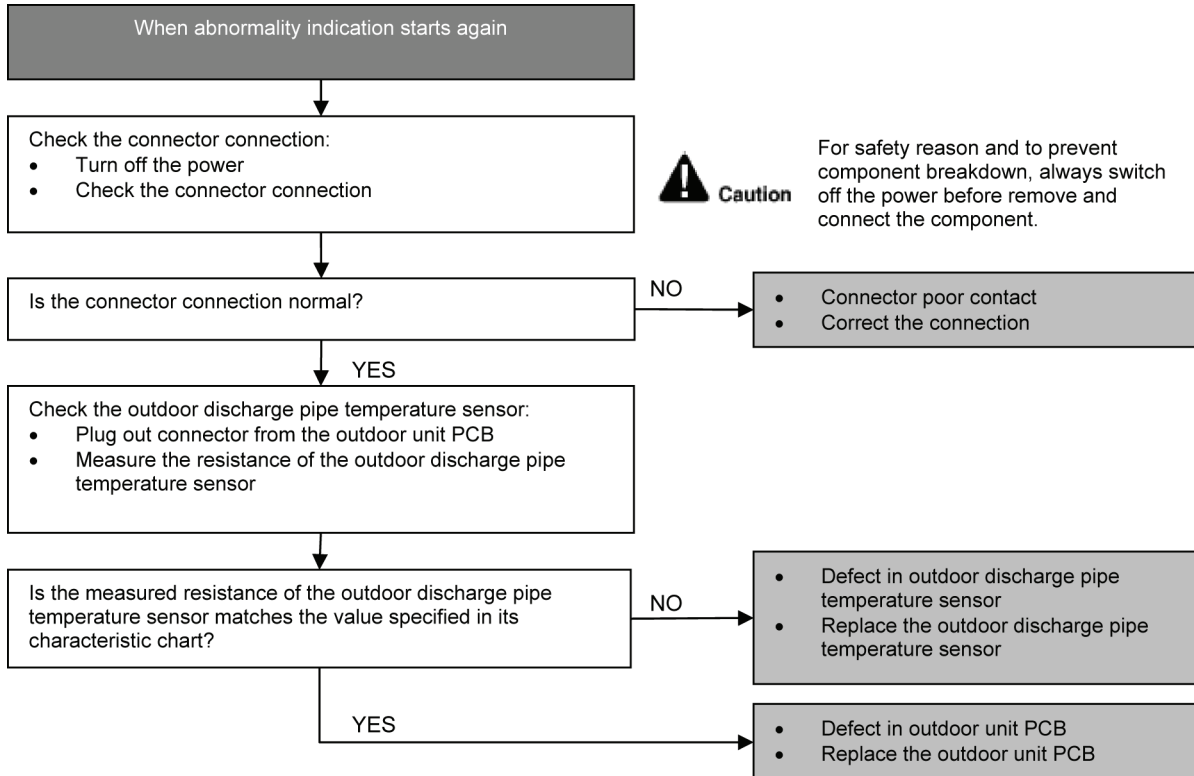 When abnormality indication starts again
Check the connector connection:
• Turn off the power
• Check the connector connection
Caution
For safety reason and to prevent
component breakdown, always switch
off the power before remove and
connect the component.
Is the connector connection normal?
NO
• Connector poor contact
• Correct the connection
YES
Check the outdoor discharge pipe temperature sensor:
• Plug out connector from the outdoor unit PCB
• Measure the resistance of the outdoor discharge pipe
temperature sensor
Is the measured resistance of the outdoor discharge pipe
temperature sensor matches the value specified in its
characteristic chart?
NO
• Defect in outdoor discharge pipe
temperature sensor
• Replace the outdoor discharge pipe
temperature sensor
YES
• Defect in outdoor unit PCB
• Replace the outdoor unit PCB